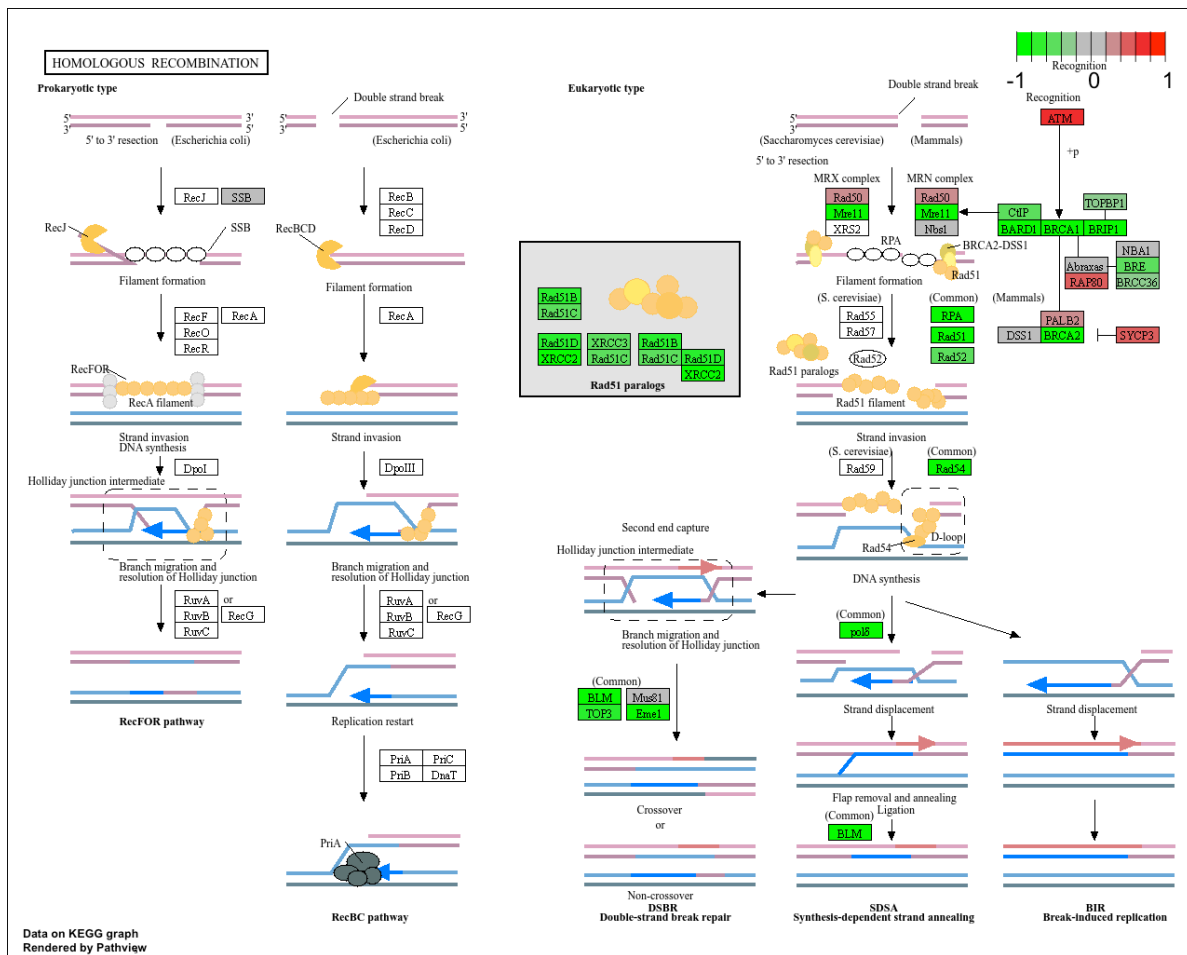 HOMOLOGOUS RECOMBINATION
Recognition
-1 0 1
Prokaryotic type
Double strand break
5' 3'
3' 5'
5' to 3' resection (Escherichia coli)
5' 3'
3' 5'
(Escherichia coli)
RecJ SSB
RecB
RecC
RecD
RecJ
SSB
RecBCD
Filament formation
Filament formation
RecF RecA
RecO
RecR
RecA
RecFOR
RecA filament
Strand invasion
DNA synthesis
Strand invasion
DpoI
DpoIII
Holliday junction intermediate
Branch migration and
resolution of Holliday junction
Branch migration and
resolution of Holliday junction
RuvA or
RuvB RecG
RuvC
RuvA or
RuvB RecG
RuvC
RecFOR pathway
Replication restart
PriA PriC
PriB DnaT
PriA
RecBC pathway
Eukaryotic type
Double strand break
5'
3'
(Saccharomyces cerevisiae) (Mammals)
5' to 3' resection
Recognition
ATM
+p
MRX complex
Rad50
Mre11
XRS2
MRN complex
Rad50
Mre11
Nbs1
CtIP
TOPBP1
BARD1 BRCA1 BRIP1
RPA
BRCA2-DSS1
Rad51
NBA1
Abraxas BRE
RAP80 BRCC36
Filament formation
(S. cerevisiae)
Rad55
Rad57
Rad52
(Common)
RPA
Rad51
Rad52
(Mammals)
PALB2
DSS1 BRCA2
SYCP3
Rad51B
Rad51C
Rad51D XRCC3 Rad51B
XRCC2 Rad51C Rad51C Rad51D
XRCC2
Rad51 paralogs
Rad51 paralogs
Rad51 filament
Strand invasion
(S. cerevisiae)
Rad59
(Common)
Rad54
Rad54
D-loop
DNA synthesis
Second end capture
Holliday junction intermediate
Branch migration and
resolution of Holliday junction
(Common)
polδ
(Common)
BLM Mus81
TOP3 Eme1
Strand displacement
Strand displacement
Crossover
or
Non-crossover
DSBR
Double-strand break repair
Flap removal and annealing
Ligation
(Common)
BLM
SDSA
Synthesis-dependent strand annealing
BIR
Break-induced replication
Data on KEGG graph
Rendered by Pathview